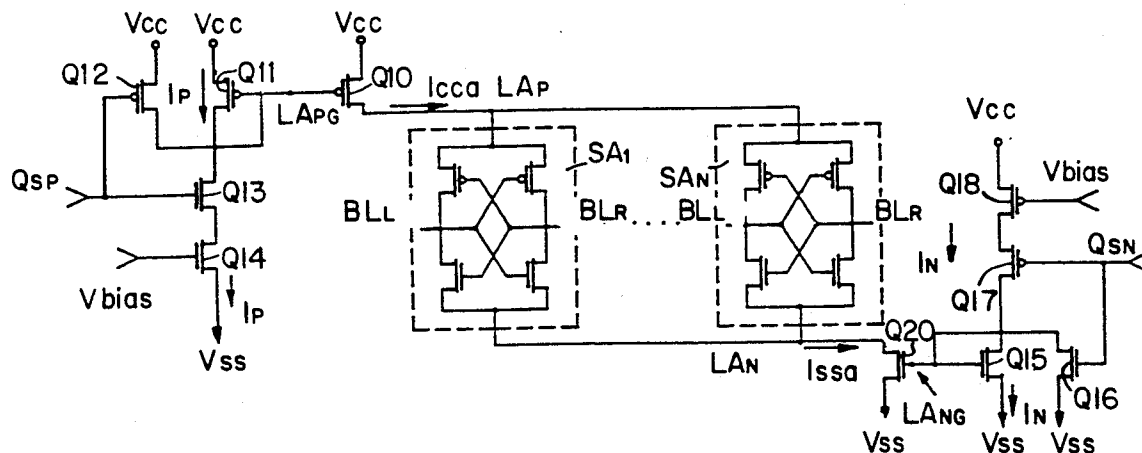 Vcc Vcc Vcc
Q12 Q11 Q10
IP Icca LAP
LAPG
Vcc
SA1 SAN
QSP Q13 Q18 Vbias
BLL BLR BLL BLR
QSN
Q14 IN
Vbias IP Q17
Vss Q20 Q15
LAN Issa Q16
LANG IN
Vss Vss Vss